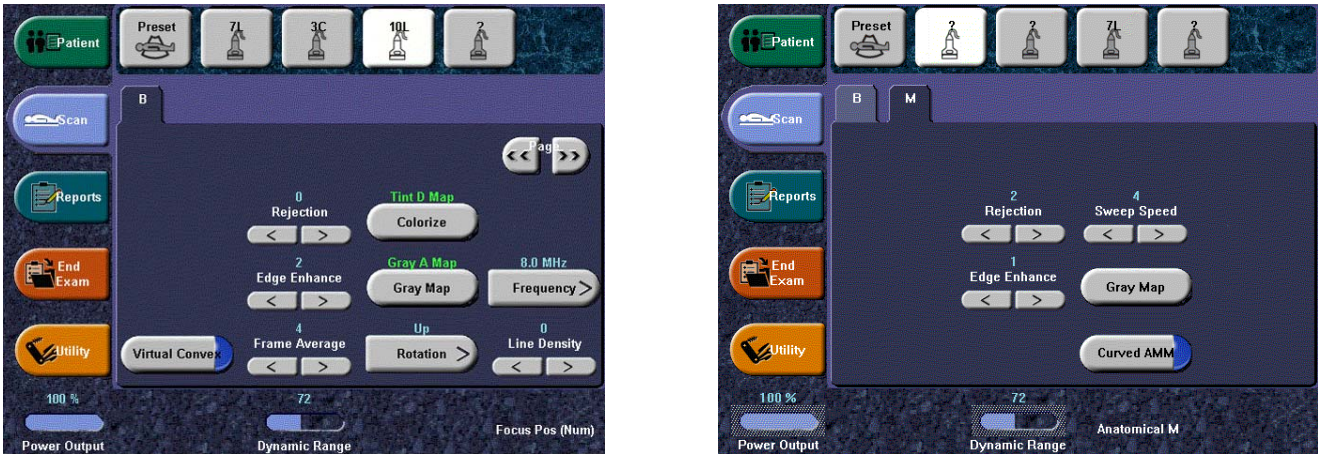 Patient
Preset
7L
3C
10L
?
B
Scan
Page
<< >>
Reports
0
Rejection
< >
Tint D Map
Colorize
End
Exam
2
Edge Enhance
< >
Gray A Map
Gray Map
8.0 MHz
Frequency >
Utility
Virtual Convex
4
Frame Average
< >
Up
Rotation >
0
Line Density
< >
100 %
Power Output
72
Dynamic Range
Focus Pos (Num)
Patient
Preset
?
?
7L
?
B M
Scan
Reports
2
Rejection
< >
4
Sweep Speed
< >
End
Exam
1
Edge Enhance
< >
Gray Map
Utility
Curved AMM
100 %
Power Output
72
Dynamic Range
Anatomical M